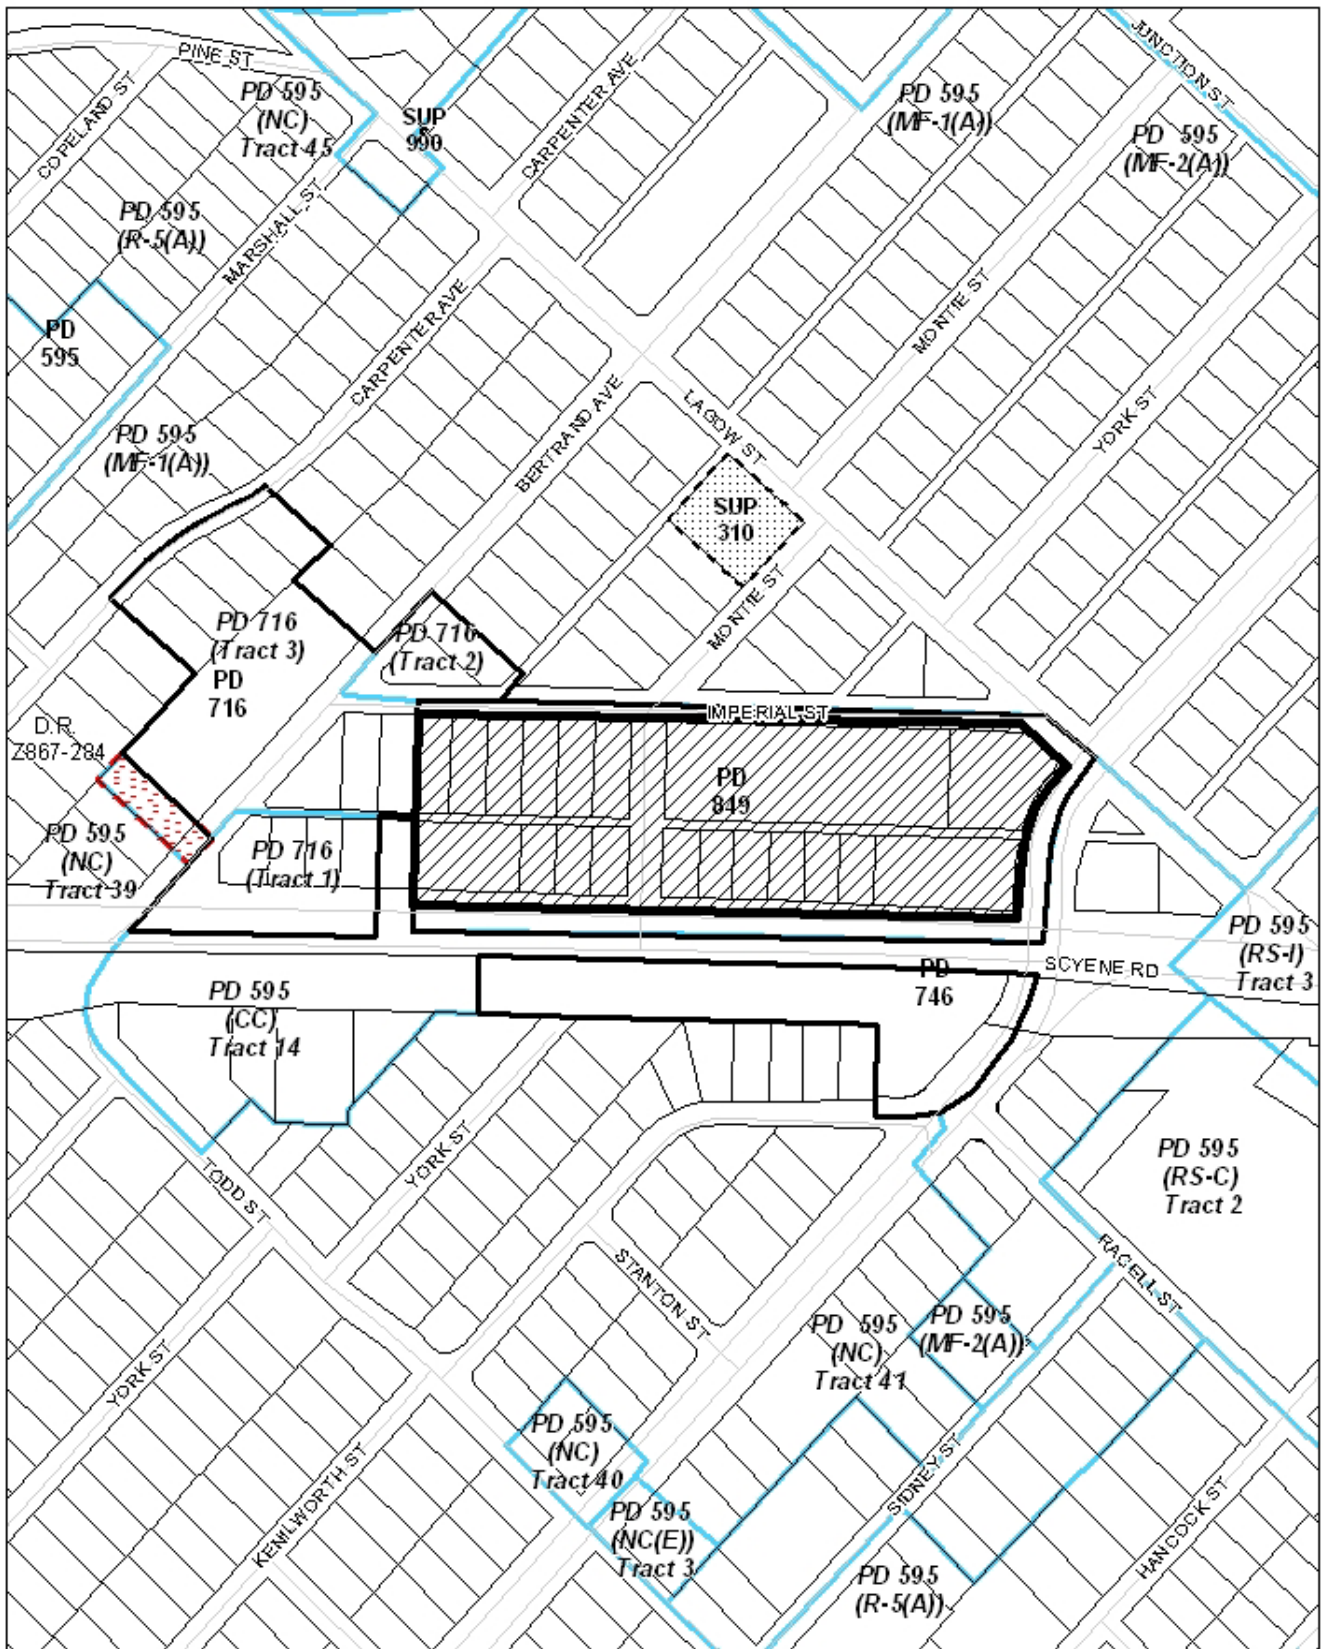 PINE ST
COPELAND ST
PD 595
(NC)
Tract 45
SUP
990
CARPENTER AVE
PD 595
(MF-1(A))
JUNCTION ST
PD 595
(MF-2(A))
PD 595
(R-5(A))
MARSHALL ST
PD
595
CARPENTER AVE
MONTIE ST
PD 595
(MF-1(A))
BERTRAND AVE
LAGOW ST
YORK ST
SUP
310
MONTIE ST
PD 716
(Tract 3)
PD
716
PD 716
(Tract 2)
D.R.
Z867-284
IMPERIAL ST
PD
849
PD 595
(NC)
Tract 39
PD 716
(Tract 1)
PD 595
(RS-I)
Tract 3
PD
746
SCYENE RD
PD 595
(CC)
Tract 14
YORK ST
TODD ST
PD 595
(RS-C)
Tract 2
STANTON ST
RAGELL ST
PD 595
(NC)
Tract 41
PD 595
(MF-2(A))
YORK ST
PD 595
(NC)
Tract 40
KENILWORTH ST
SIDNEY ST
PD 595
(NC(E))
Tract 3
HANCOCK ST
PD 595
(R-5(A))